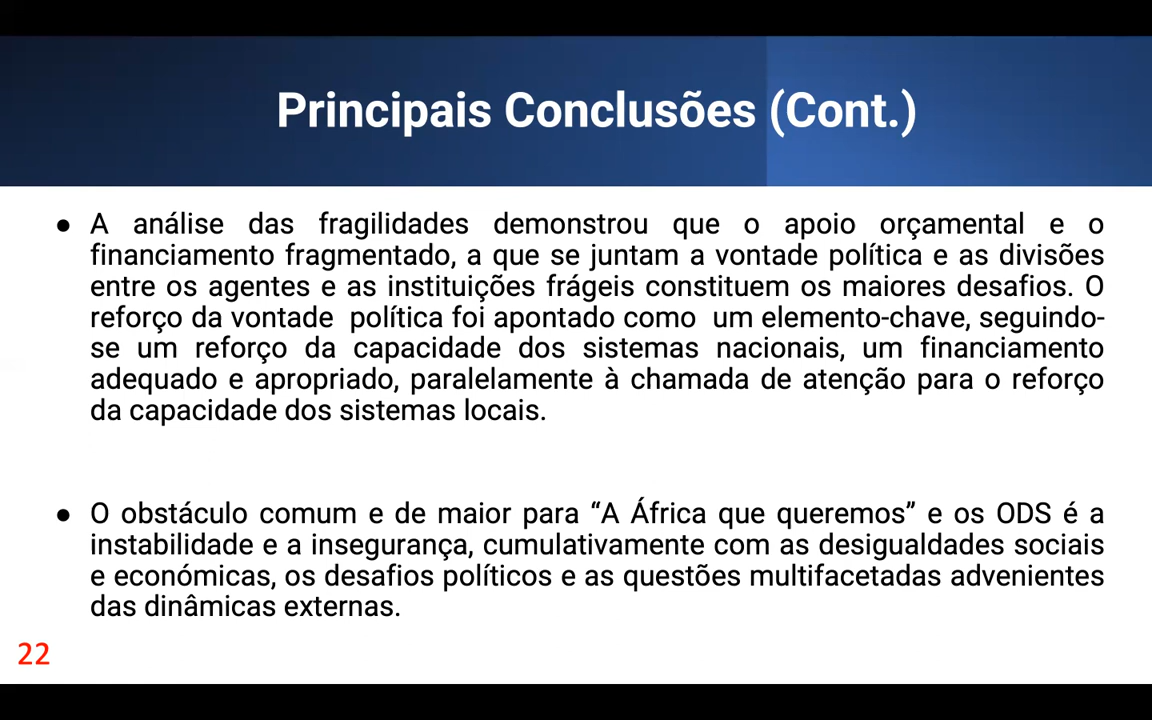 Principais Conclusões (Cont.)
● A análise das fragilidades demonstrou que o apoio orçamental e o
financiamento fragmentado, a que se juntam a vontade política e as divisões
entre os agentes e as instituições frágeis constituem os maiores desafios. O
reforço da vontade política foi apontado como um elemento-chave, seguindo-
se um reforço da capacidade dos sistemas nacionais, um financiamento
adequado e apropriado, paralelamente à chamada de atenção para o reforço
da capacidade dos sistemas locais.
● O obstáculo comum e de maior para “A África que queremos” e os ODS é a
instabilidade e a insegurança, cumulativamente com as desigualdades sociais
e económicas, os desafios políticos e as questões multifacetadas advenientes
das dinâmicas externas.
22